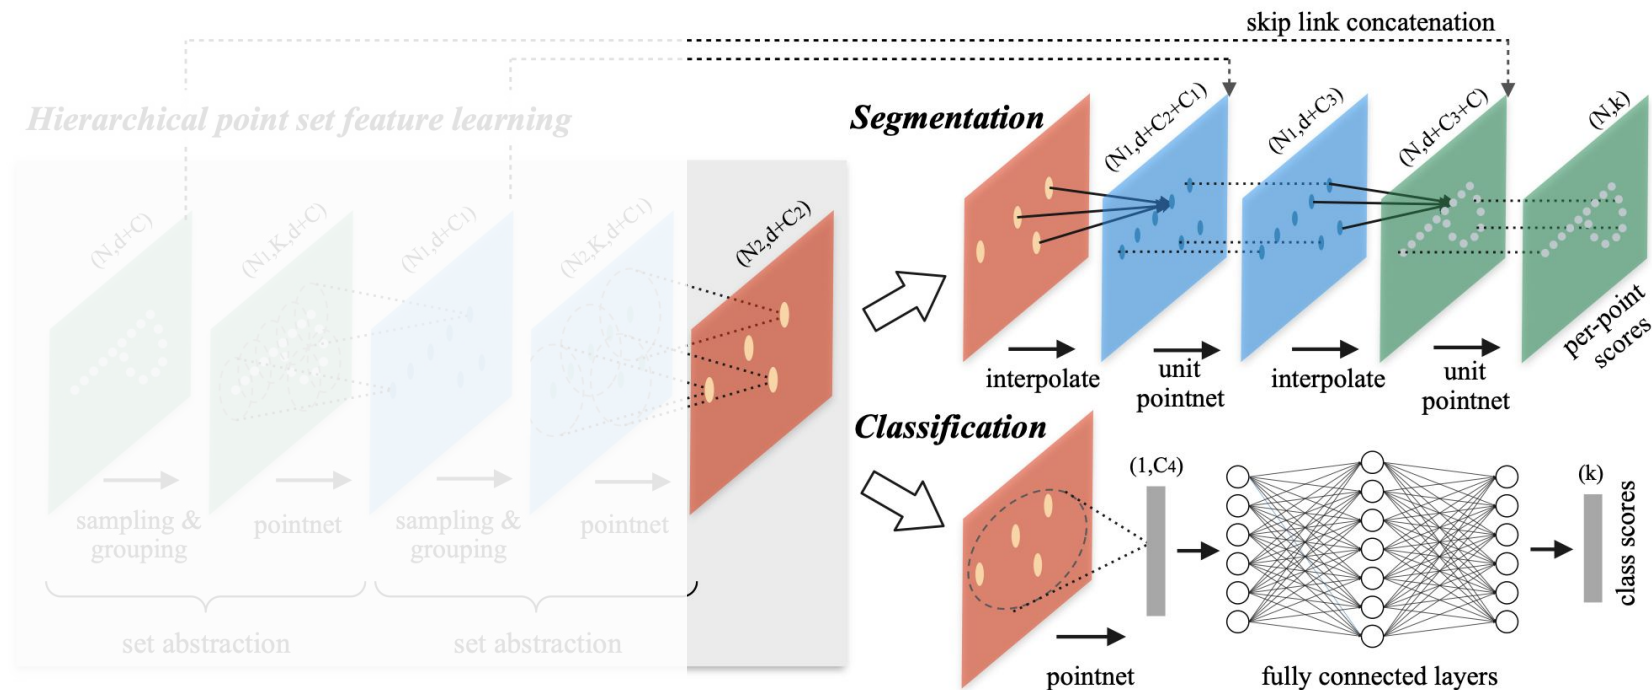 skip link concatenation
Hierarchical point set feature learning
Segmentation
(N,d+C)
(N1,K,d+C)
(N1,d+C1)
(N2,K,d+C1)
(N2,d+C2)
(N1,d+C2+C1)
(N1,d+C3)
(N,d+C3+C)
(N,k)
sampling &
grouping
pointnet
sampling &
grouping
pointnet
set abstraction
set abstraction
interpolate
unit
pointnet
interpolate
unit
pointnet
per-point
scores
Classification
(1,C4)
(k)
pointnet
fully connected layers
class scores